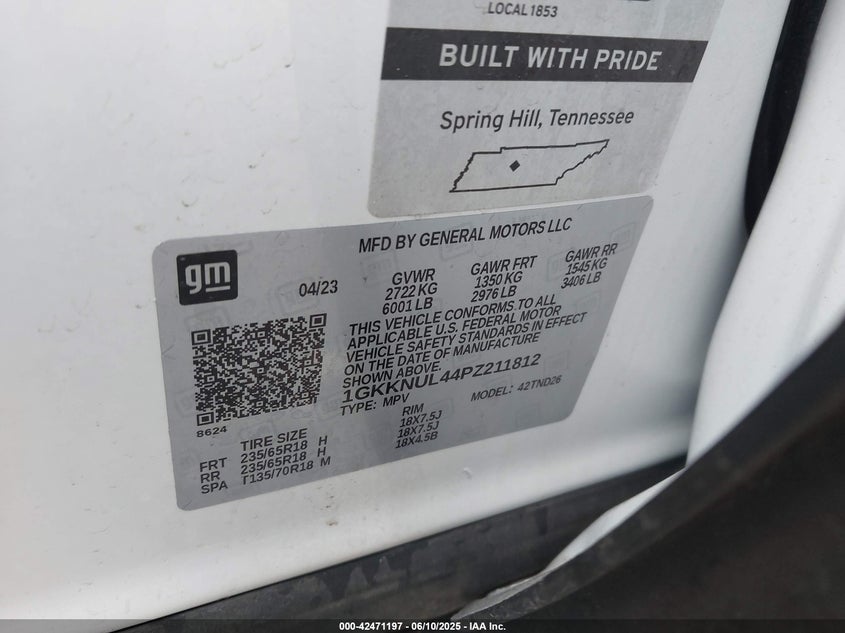 LOCAL 1853
BUILT WITH PRIDE
Spring Hill, Tennessee
MFD BY GENERAL MOTORS LLC
gm
04/23
GVWR
2722 KG
6001 LB
GAWR FRT
1350 KG
2976 LB
GAWR RR
1545 KG
3406 LB
THIS VEHICLE CONFORMS TO ALL
APPLICABLE U.S. FEDERAL MOTOR
VEHICLE SAFETY STANDARDS IN EFFECT
ON THE DATE OF MANUFACTURE
SHOWN ABOVE.
1GKKNUL44PZ211812
TYPE: MPV
MODEL: 42TND26
8624
TIRE SIZE RIM
FRT 235/65R18 H 18X7.5J
RR 235/65R18 H 18X7.5J
SPA T135/70R18 M 18X4.5B
000-42471197 - 06/10/2025 - IAA Inc.